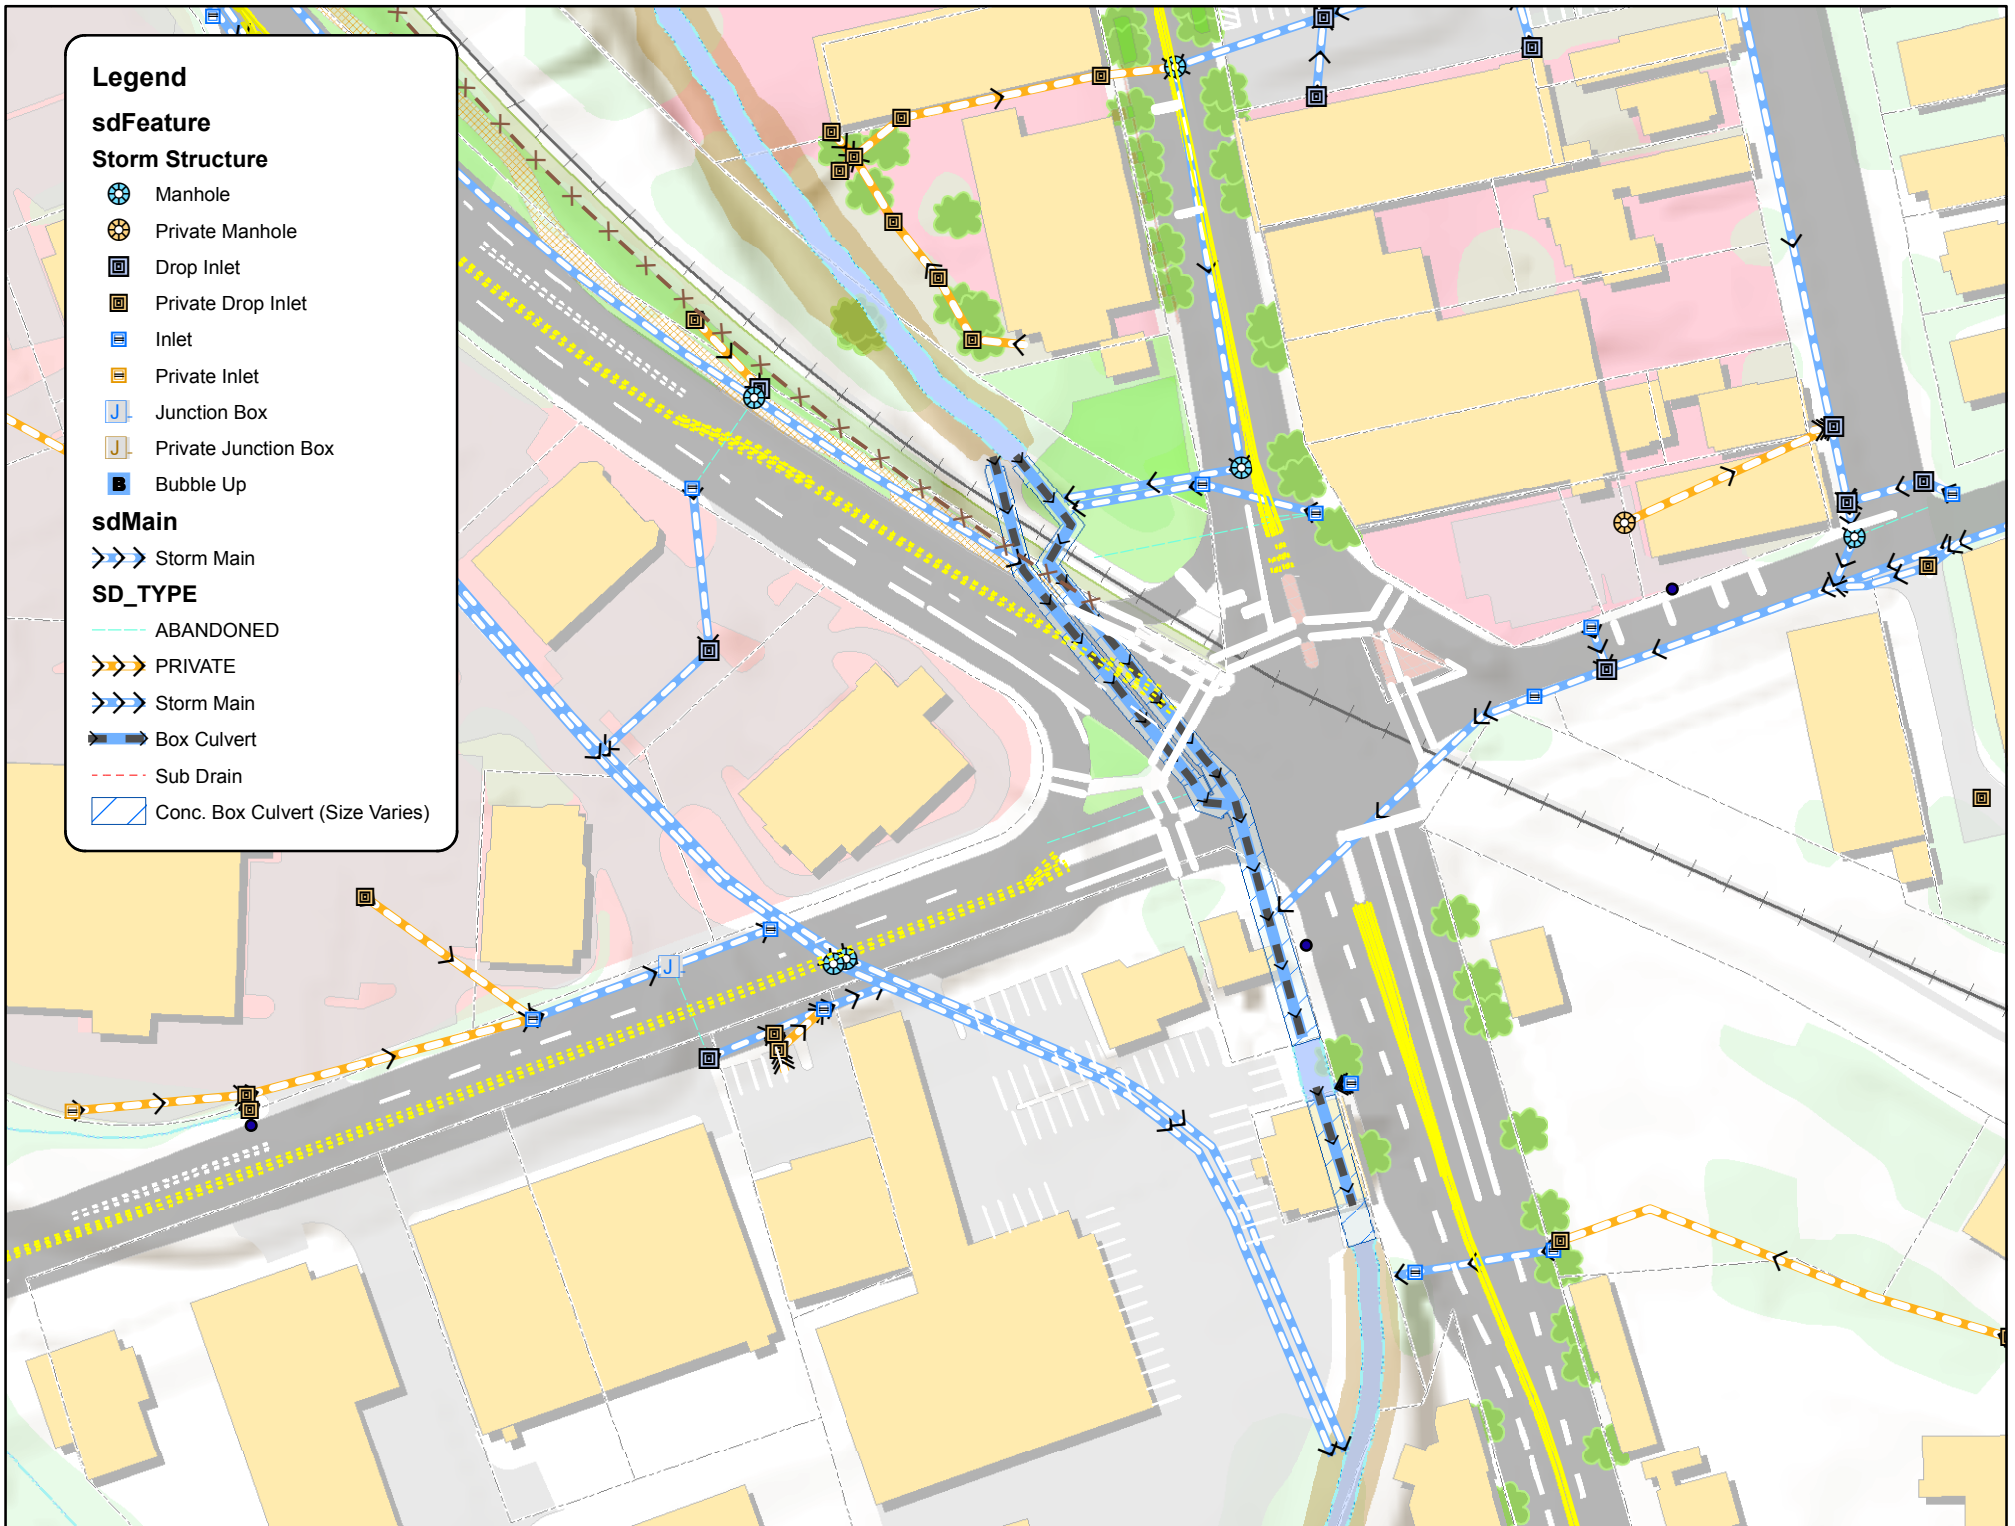 Legend
sdFeature
Storm Structure
Manhole
Private Manhole
Drop Inlet
Private Drop Inlet
Inlet
Private Inlet
J Junction Box
J Private Junction Box
B Bubble Up
sdMain
Storm Main
SD_TYPE
ABANDONED
PRIVATE
Storm Main
Box Culvert
Sub Drain
Conc. Box Culvert (Size Varies)
J